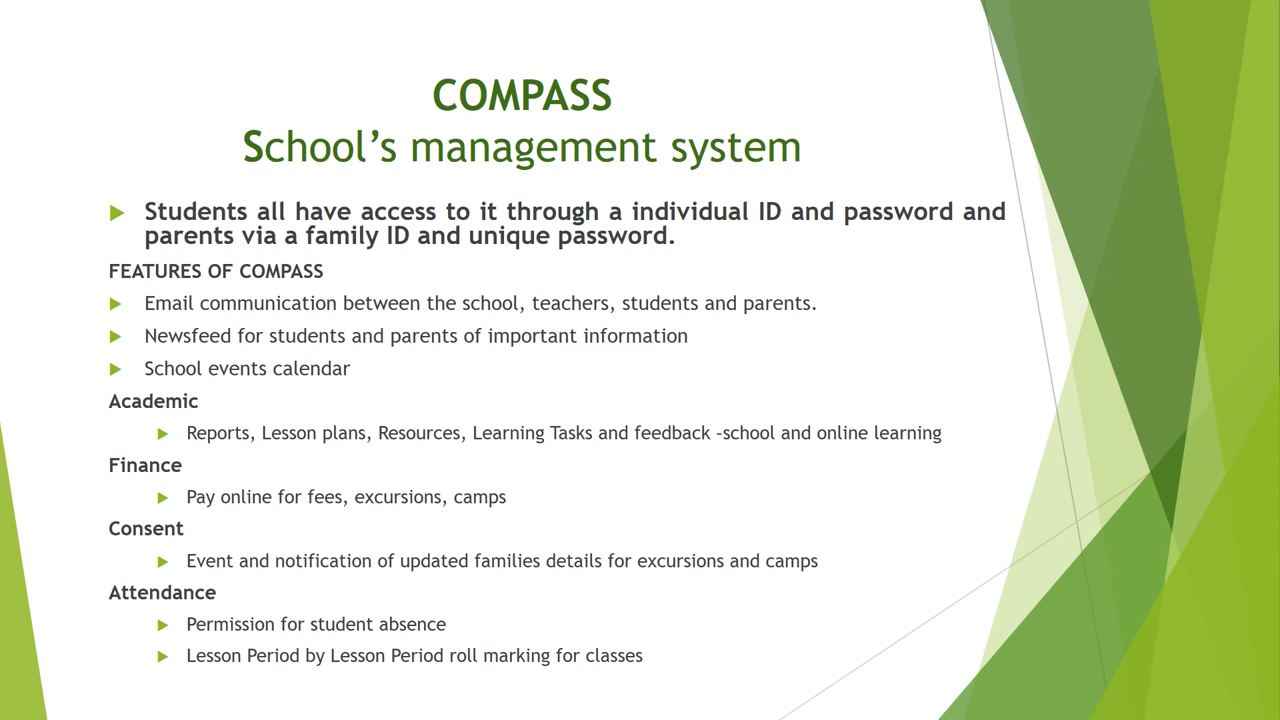 COMPASS
School’s management system
Students all have access to it through a individual ID and password and
parents via a family ID and unique password.
FEATURES OF COMPASS
Email communication between the school, teachers, students and parents.
Newsfeed for students and parents of important information
School events calendar
Academic
Reports, Lesson plans, Resources, Learning Tasks and feedback –school and online learning
Finance
Pay online for fees, excursions, camps
Consent
Event and notification of updated families details for excursions and camps
Attendance
Permission for student absence
Lesson Period by Lesson Period roll marking for classes